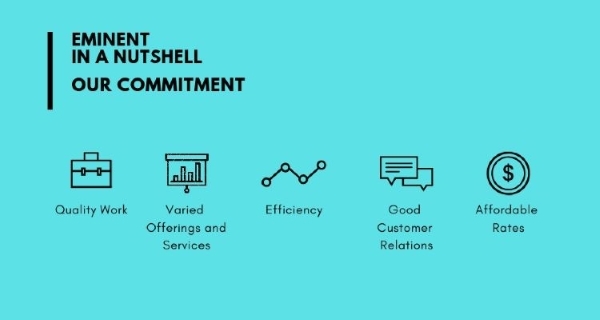 EMINENT
IN A NUTSHELL
OUR COMMITMENT
$
Quality Work
Varied
Offerings and
Services
Efficiency
Good
Customer
Relations
Affordable
Rates